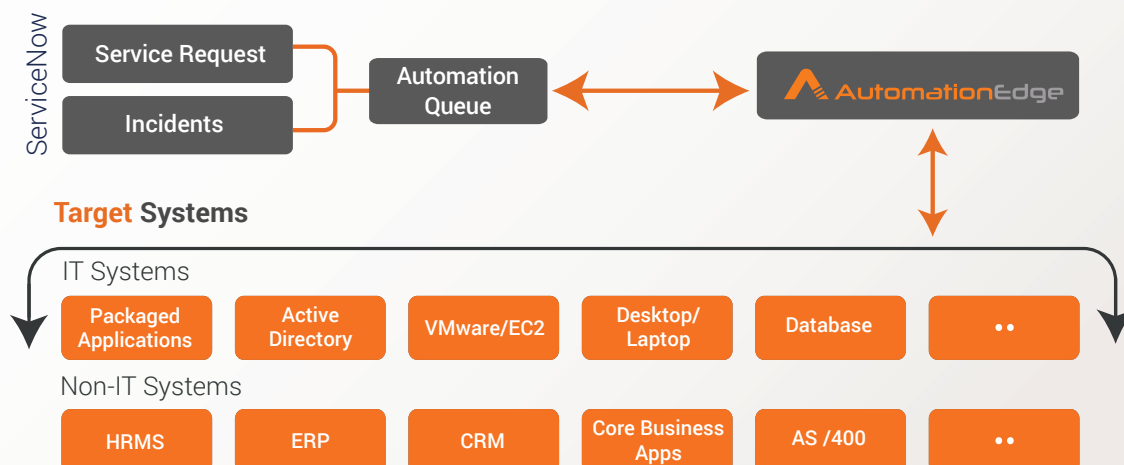 ServiceNow
Service Request
Incidents
Automation
Queue
AutomationEdge
Target Systems
IT Systems
Packaged
Applications
Active
Directory
VMware/EC2
Desktop/
Laptop
Database
••
Non-IT Systems
HRMS
ERP
CRM
Core Business
Apps
AS /400
••